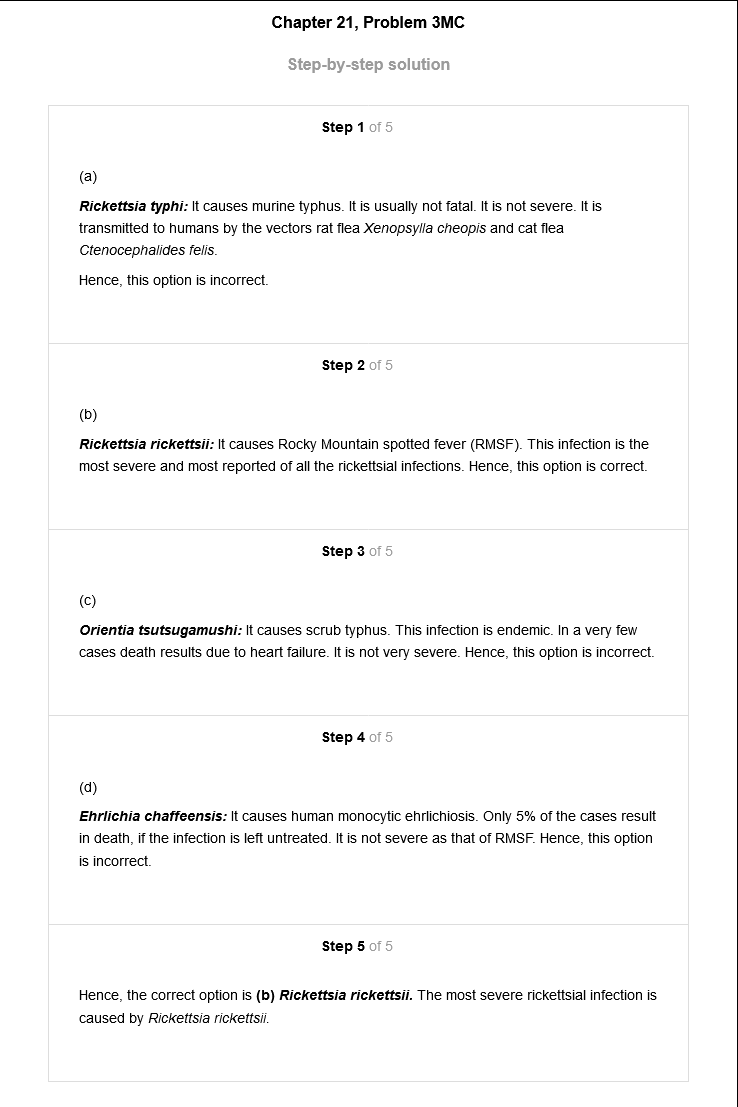 Chapter 21, Problem 3MC
Step-by-step solution
Step 1 of 5
(a)
Rickettsia typhi: It causes murine typhus. It is usually not fatal. It is not severe. It is
transmitted to humans by the vectors rat flea Xenopsylla cheopis and cat flea
Ctenocephalides felis.
Hence, this option is incorrect.
Step 2 of 5
(b)
Rickettsia rickettsii: It causes Rocky Mountain spotted fever (RMSF). This infection is the
most severe and most reported of all the rickettsial infections. Hence, this option is correct.
Step 3 of 5
(c)
Orientia tsutsugamushi: It causes scrub typhus. This infection is endemic. In a very few
cases death results due to heart failure. It is not very severe. Hence, this option is incorrect.
Step 4 of 5
(d)
Ehrlichia chaffeensis: It causes human monocytic ehrlichiosis. Only 5% of the cases result
in death, if the infection is left untreated. It is not severe as that of RMSF. Hence, this option
is incorrect.
Step 5 of 5
Hence, the correct option is (b) Rickettsia rickettsii. The most severe rickettsial infection is
caused by Rickettsia rickettsii.